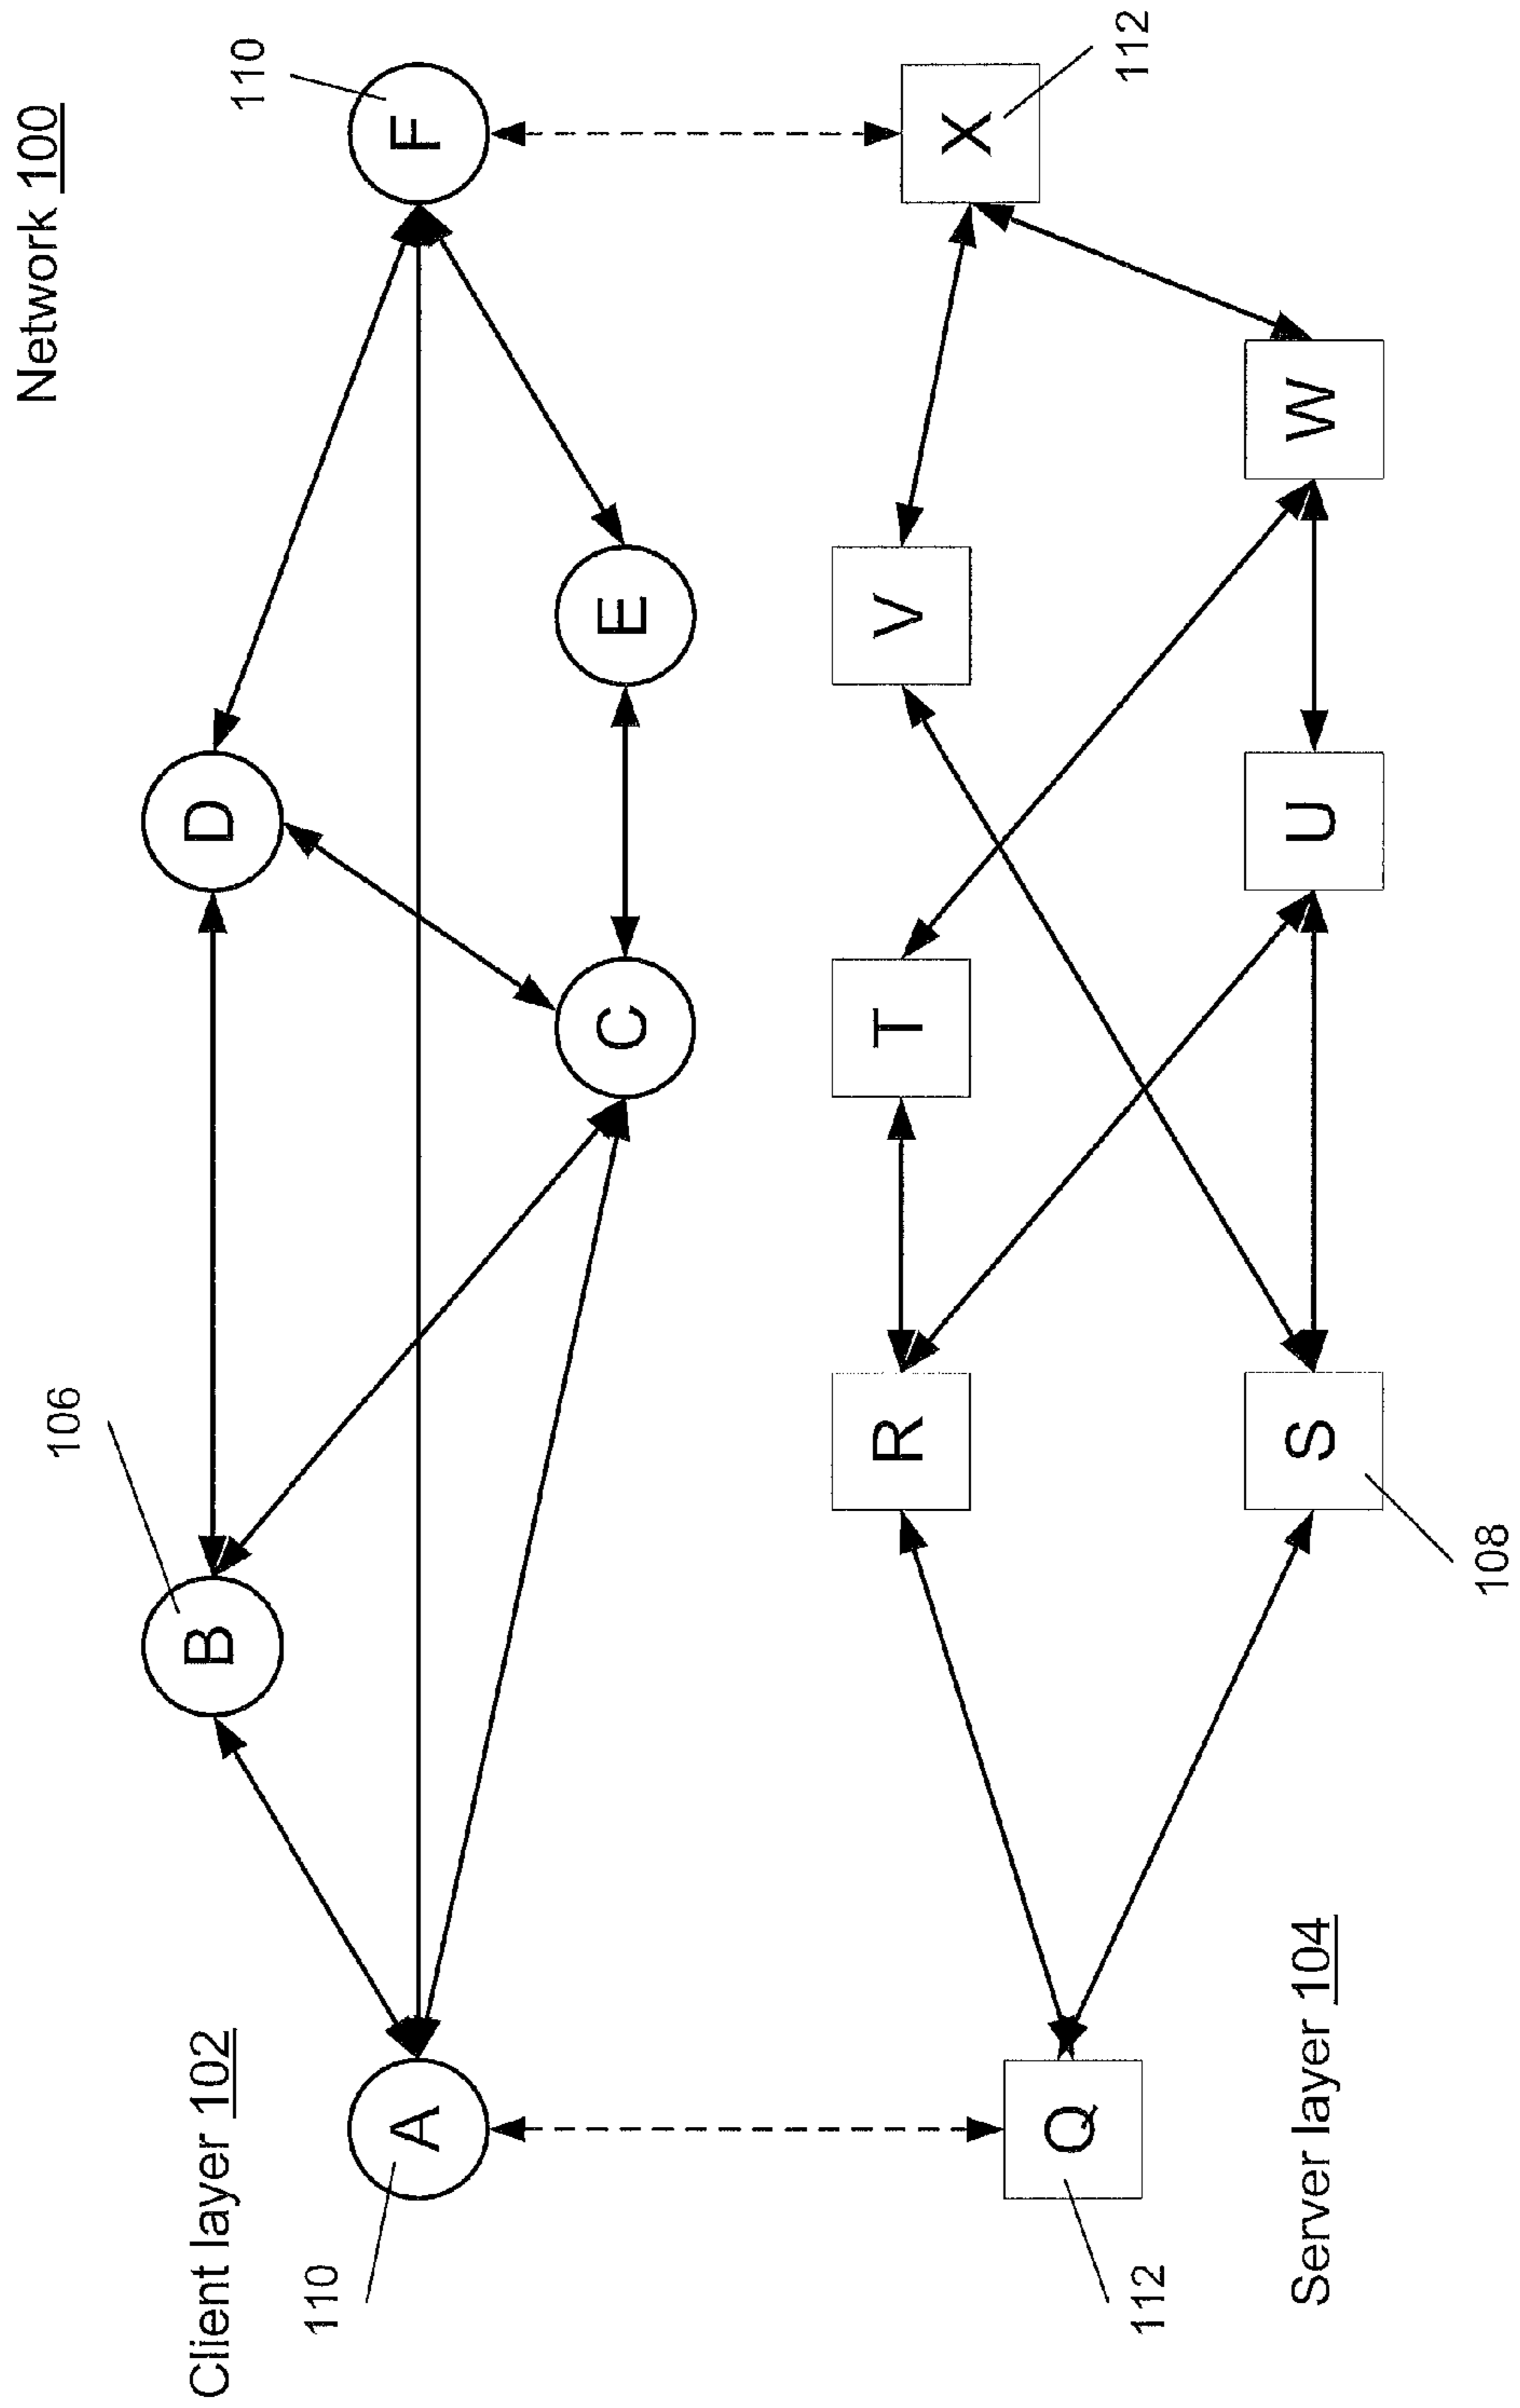 Network 100
Client layer 102
106
110
B
D
A
F
110
C
E
R
T
V
X
112
Q
112
S
U
W
108
Server layer 104